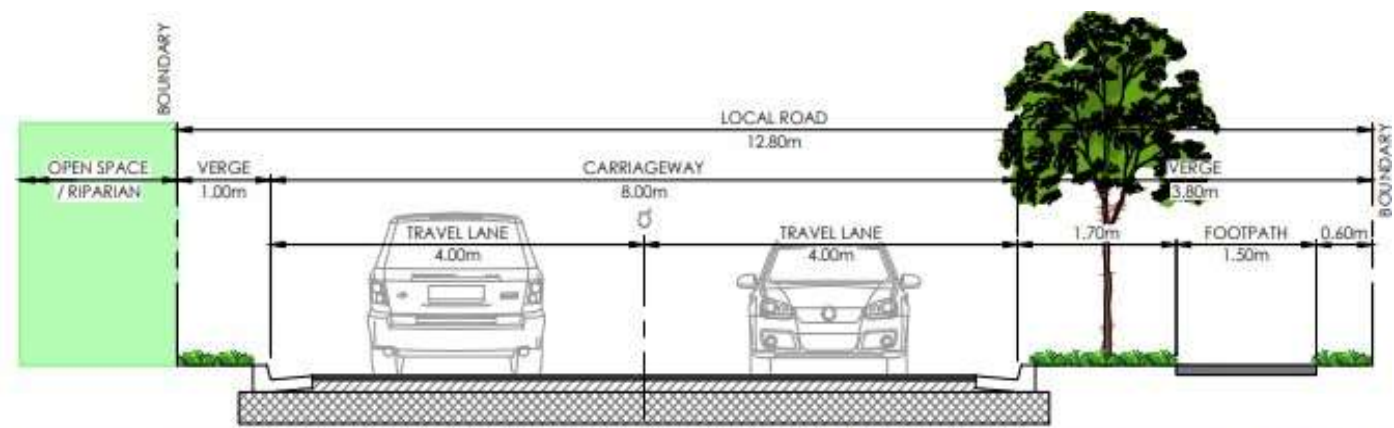 BOUNDARY
LOCAL ROAD
12.80m
BOUNDARY
OPEN SPACE
/ RIPARIAN
VERGE
1.00m
CARRIAGEWAY
8.00m
VERGE
3.80m
TRAVEL LANE
4.00m
TRAVEL LANE
4.00m
1.70m
FOOTPATH
1.50m
0.60m